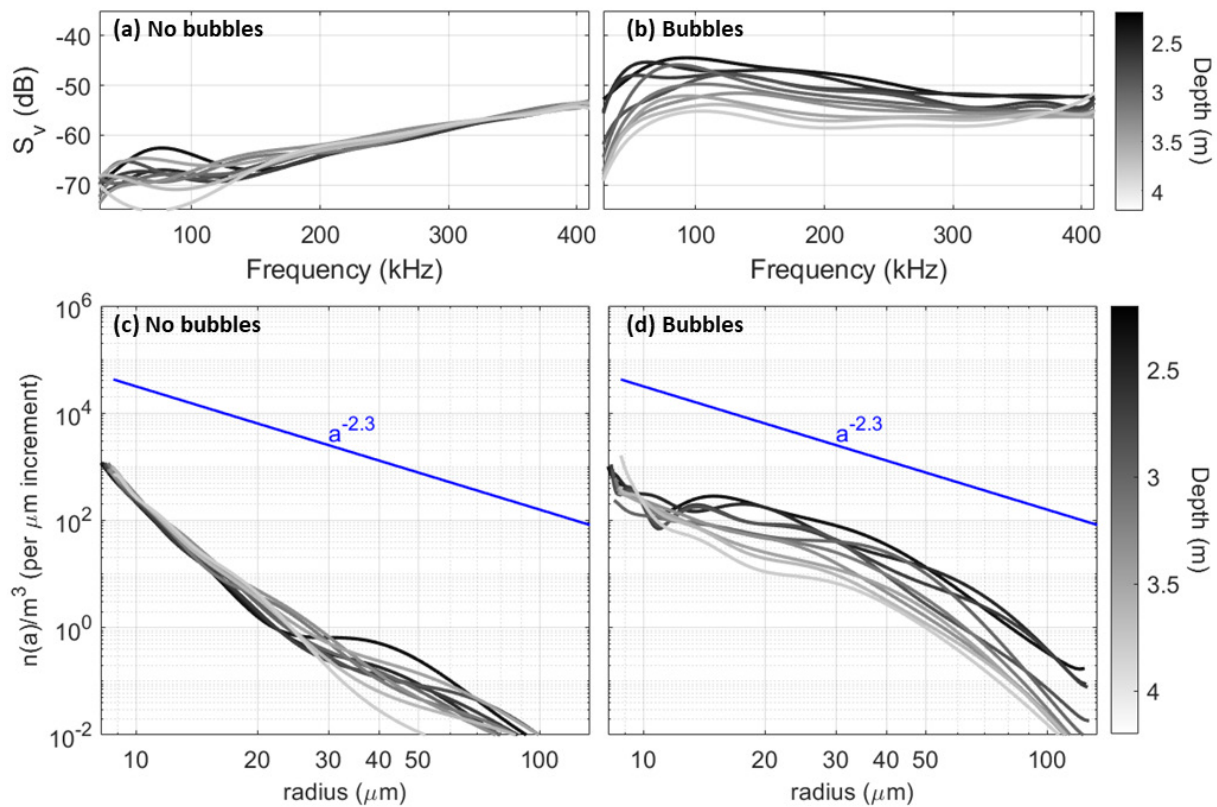 (a) No bubbles
(b) Bubbles
-40
-50
-60
-70
S_v (dB)
100
200
300
400
Frequency (kHz)
100
200
300
400
Frequency (kHz)
2.5
3
3.5
4
Depth (m)
(c) No bubbles
(d) Bubbles
10^6
10^4
10^2
10^0
10^-2
n(a)/m^3 (per μm increment)
a^-2.3
a^-2.3
10
20
30
40
50
100
radius (μm)
10
20
30
40
50
100
radius (μm)
2.5
3
3.5
4
Depth (m)